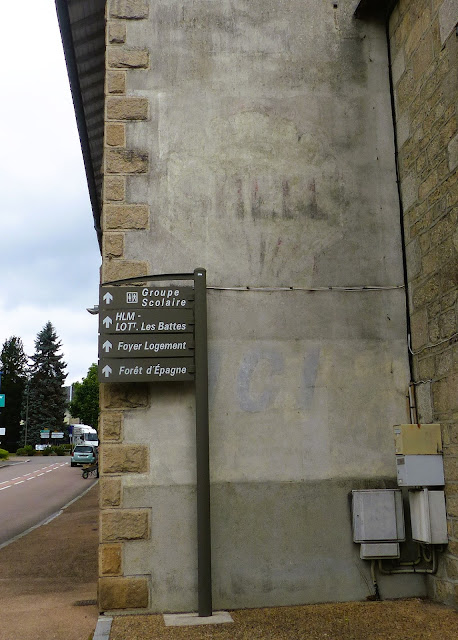 Groupe
Scolaire
HLM -
LOTᵀ. Les Battes
Foyer Logement
Forêt d'Épagne